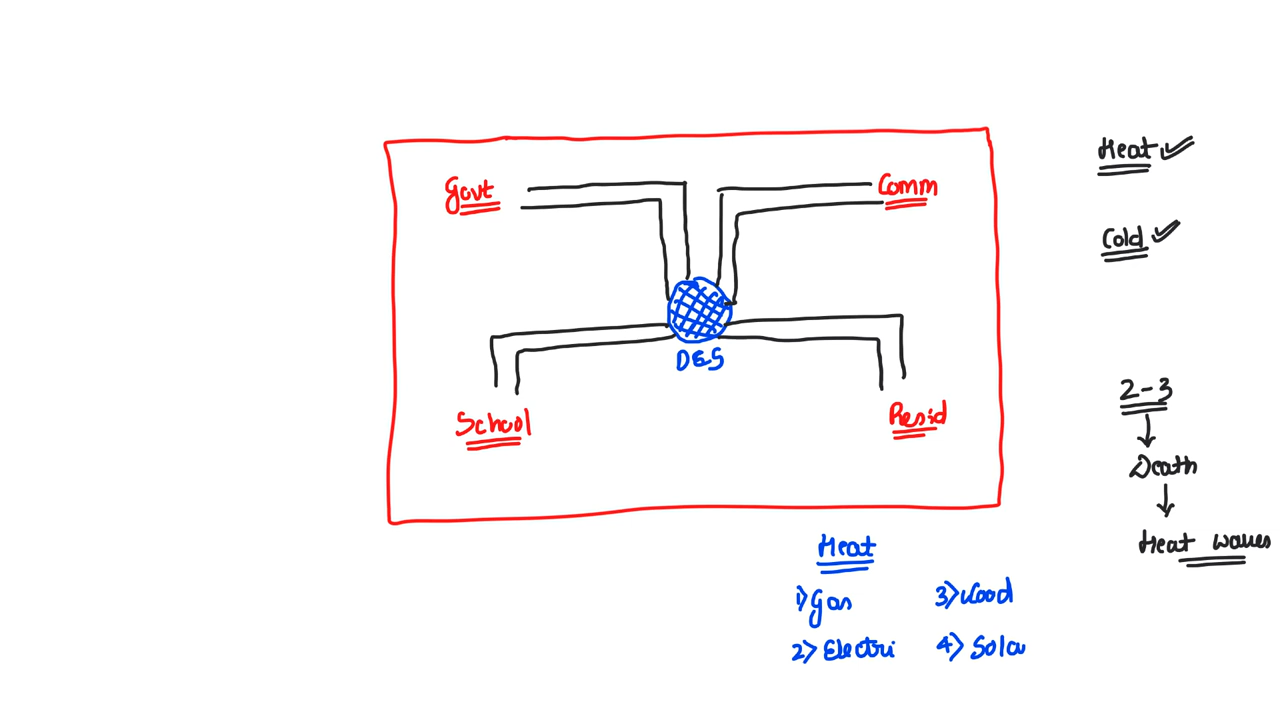 Govt
Comm
DES
School
Resid
Heat
Cold
2-3
Death
Heat waves
Heat
1> Gas
3> Wood
2> Electri
4> Sola